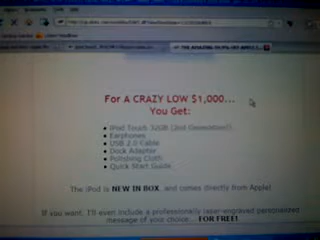 For A CRAZY LOW $1,000...
You Get:
iPod Touch 32GB (2nd Generation!)
Earphones
USB 2.0 Cable
Dock Adapter
Polishing Cloth
Quick Start Guide
The iPod is NEW IN BOX, and comes directly from Apple!
If you want, I'll even include a professionally laser-engraved personalized
message of your choice... FOR FREE!